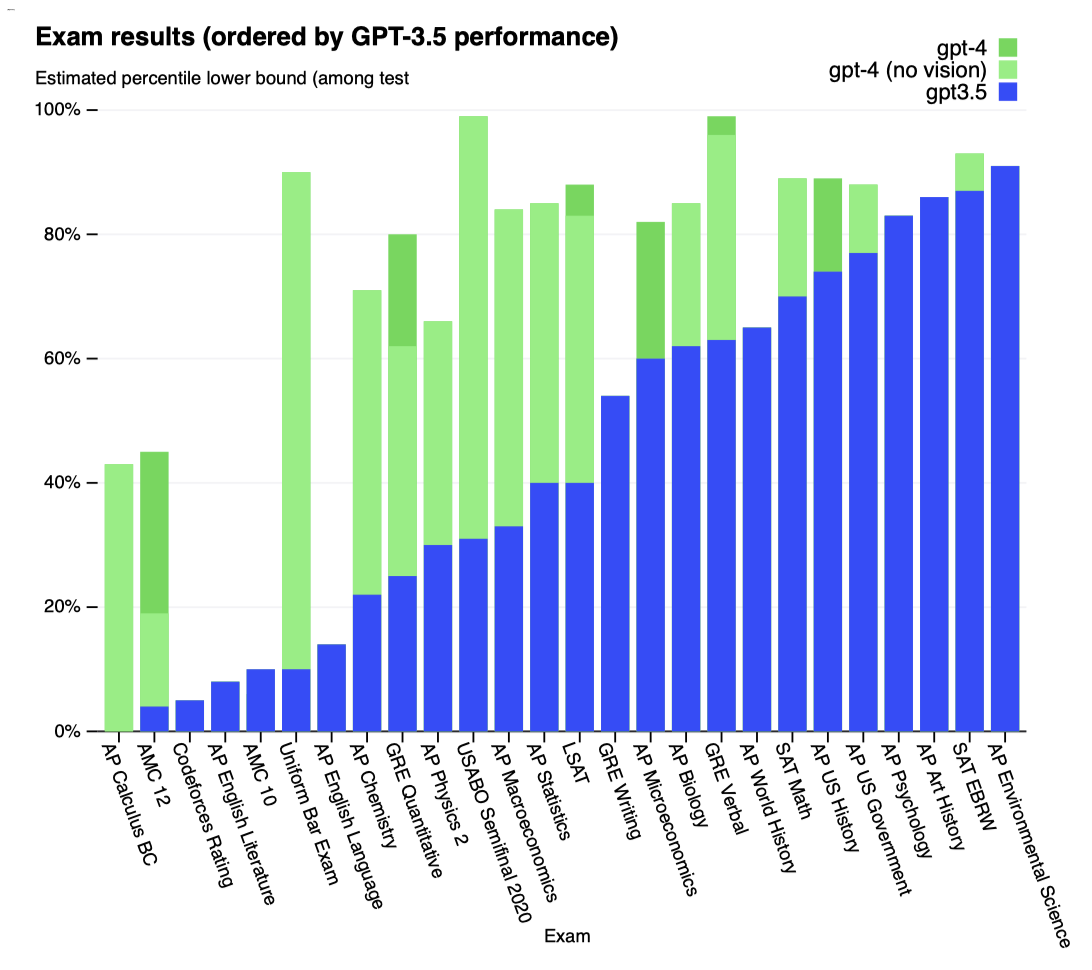 Exam results (ordered by GPT-3.5 performance)
Estimated percentile lower bound (among test
gpt-4
gpt-4 (no vision)
gpt3.5
100%
80%
60%
40%
20%
0%
AP Calculus BC
AMC 12
Codeforces Rating
AP English Literature
AMC 10
Uniform Bar Exam
AP English Language
AP Chemistry
GRE Quantitative
AP Physics 2
USABO Semifinal 2020
AP Macroeconomics
AP Statistics
LSAT
GRE Writing
AP Microeconomics
AP Biology
GRE Verbal
AP World History
SAT Math
AP US History
AP US Government
AP Psychology
AP Art History
SAT EBRW
AP Environmental Science
Exam